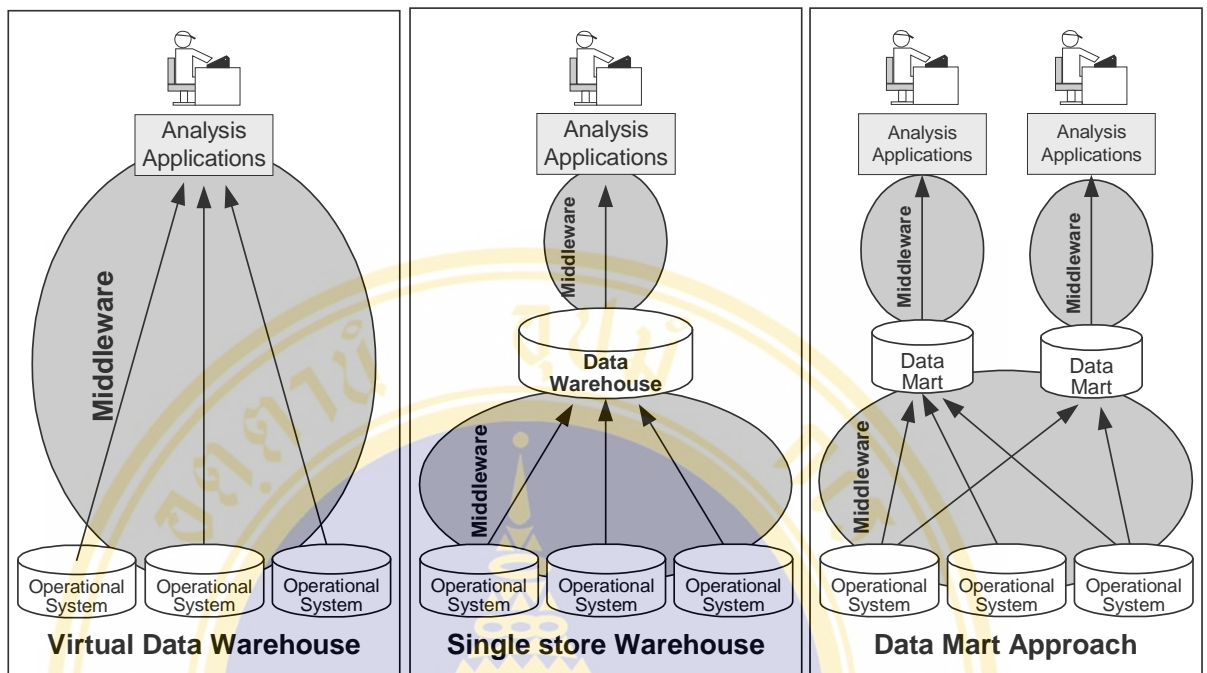 Analysis
Applications
Middleware
Operational
System
Operational
System
Operational
System
Virtual Data Warehouse
Analysis
Applications
Middleware
Data
Warehouse
Middleware
Operational
System
Operational
System
Operational
System
Single store Warehouse
Analysis
Applications
Analysis
Applications
Middleware
Middleware
Data
Mart
Data
Mart
Middleware
Operational
System
Operational
System
Operational
System
Data Mart Approach